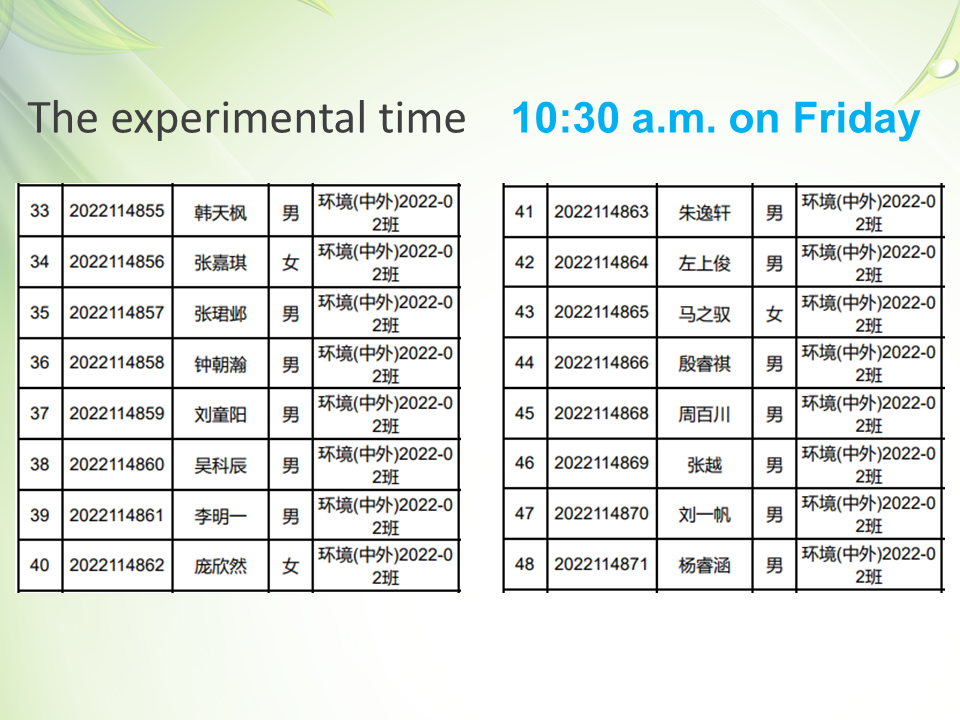 The experimental time 10:30 a.m. on Friday
33 2022114855 韩天枫 男 环境(中外)2022-0
2班
34 2022114856 张嘉琪 女 环境(中外)2022-0
2班
35 2022114857 张珺邺 男 环境(中外)2022-0
2班
36 2022114858 钟朝瀚 男 环境(中外)2022-0
2班
37 2022114859 刘童阳 男 环境(中外)2022-0
2班
38 2022114860 吴科辰 男 环境(中外)2022-0
2班
39 2022114861 李明一 男 环境(中外)2022-0
2班
40 2022114862 庞欣然 女 环境(中外)2022-0
2班
41 2022114863 朱逸轩 男 环境(中外)2022-0
2班
42 2022114864 左上俊 男 环境(中外)2022-0
2班
43 2022114865 马之驭 女 环境(中外)2022-0
2班
44 2022114866 殷睿祺 男 环境(中外)2022-0
2班
45 2022114868 周百川 男 环境(中外)2022-0
2班
46 2022114869 张越 男 环境(中外)2022-0
2班
47 2022114870 刘一帆 男 环境(中外)2022-0
2班
48 2022114871 杨睿涵 男 环境(中外)2022-0
2班